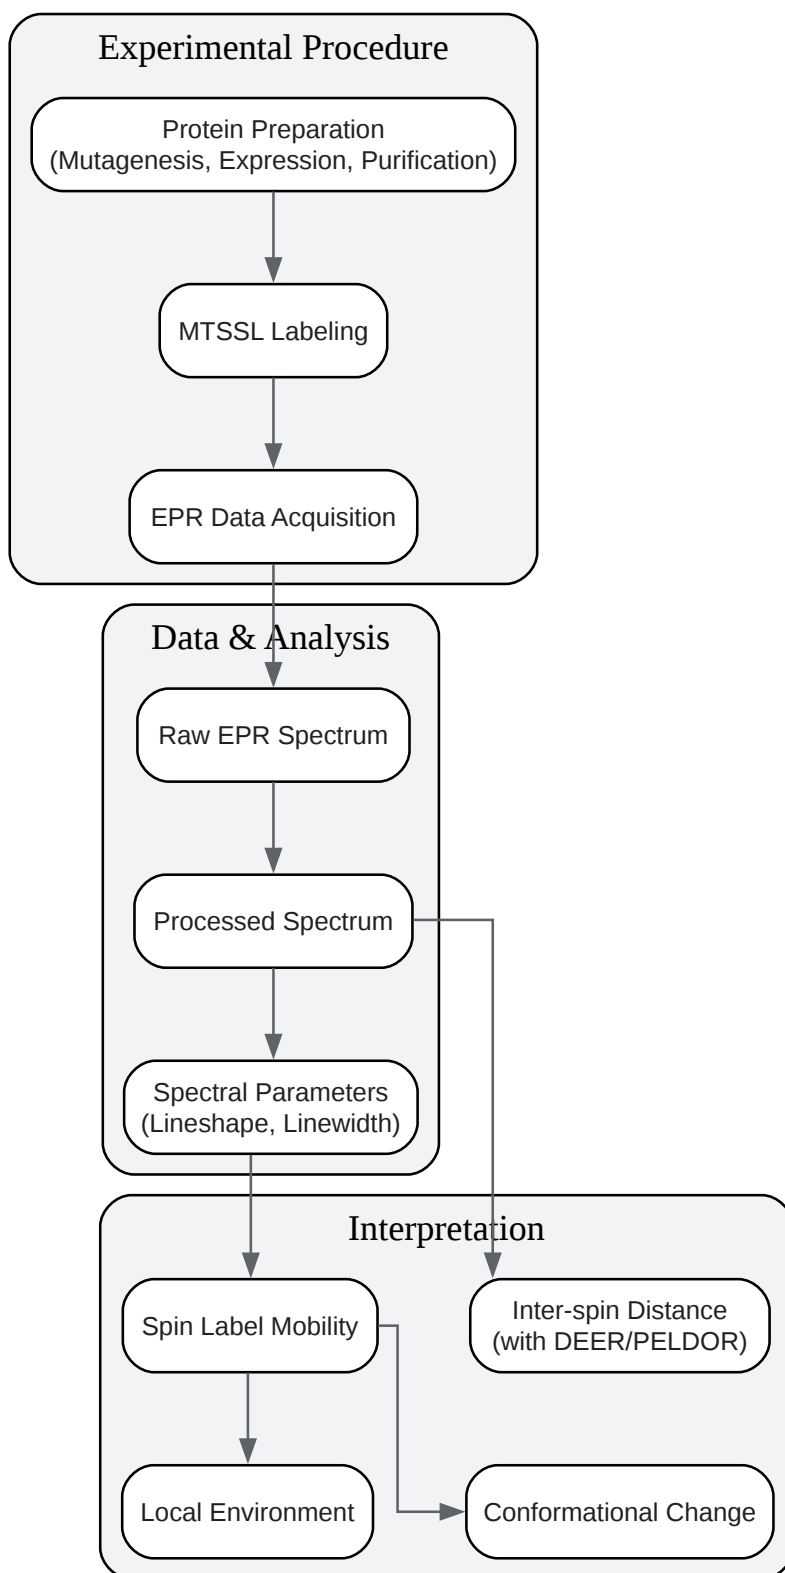 Experimental Procedure
Protein Preparation
(Mutagenesis, Expression, Purification)
MTSSL Labeling
EPR Data Acquisition
Data & Analysis
Raw EPR Spectrum
Processed Spectrum
Spectral Parameters
(Lineshape, Linewidth)
Interpretation
Spin Label Mobility
Inter-spin Distance
(with DEER/PELDOR)
Local Environment
Conformational Change